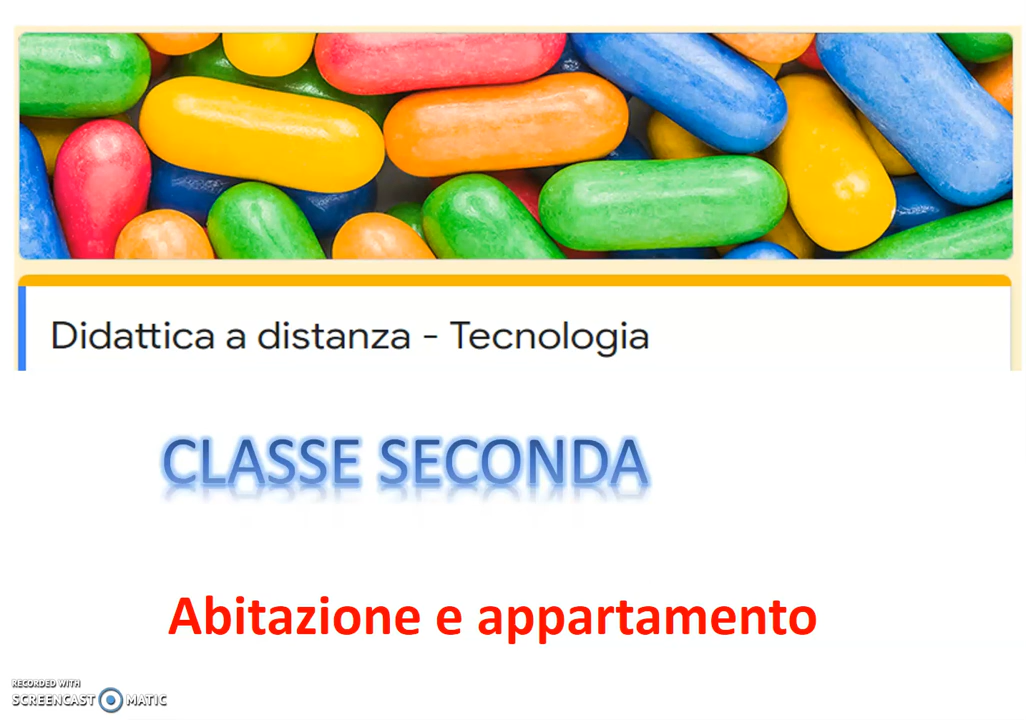 Didattica a distanza - Tecnologia
CLASSE SECONDA
Abitazione e appartamento
RECORDED WITH
SCREENCAST MATIC